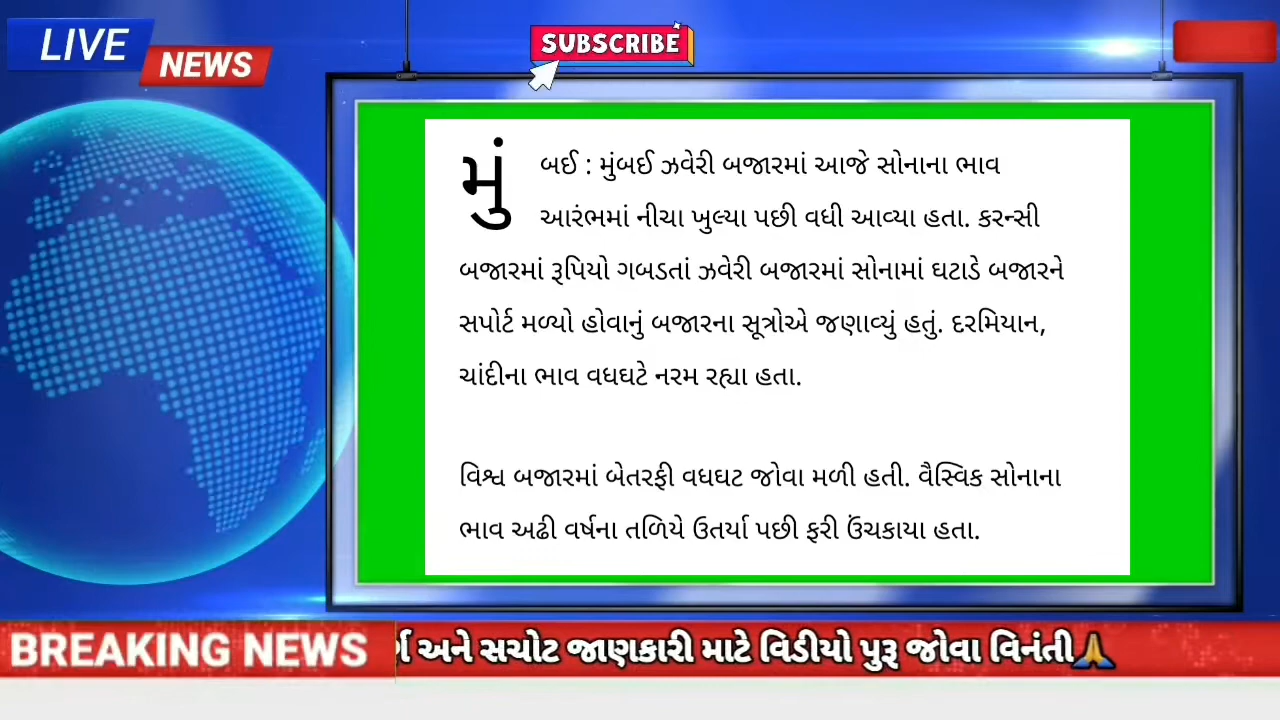 LIVE
NEWS
SUBSCRIBE
મુંબઈ : મુંબઈ ઝવેરી બજારમાં આજે સોનાના ભાવ
આરંભમાં નીચા ખુલ્યા પછી વધી આવ્યા હતા. કરન્સી
બજારમાં રૂપિયો ગબડતાં ઝવેરી બજારમાં સોનામાં ઘટાડે બજારને
સપોર્ટ મળ્યો હોવાનું બજારના સૂત્રોએ જણાવ્યું હતું. દરમિયાન,
ચાંદીના ભાવ વધઘટે નરમ રહ્યા હતા.
વિશ્વ બજારમાં બેતરફી વધઘટ જોવા મળી હતી. વૈસ્વિક સોનાના
ભાવ અઢી વર્ષના તળિયે ઉતર્યા પછી ફરી ઉંચકાયા હતા.
BREAKING NEWS
અને સચોટ જાણકારી માટે વિડીયો પુરૂ જોવા વિનંતી🙏